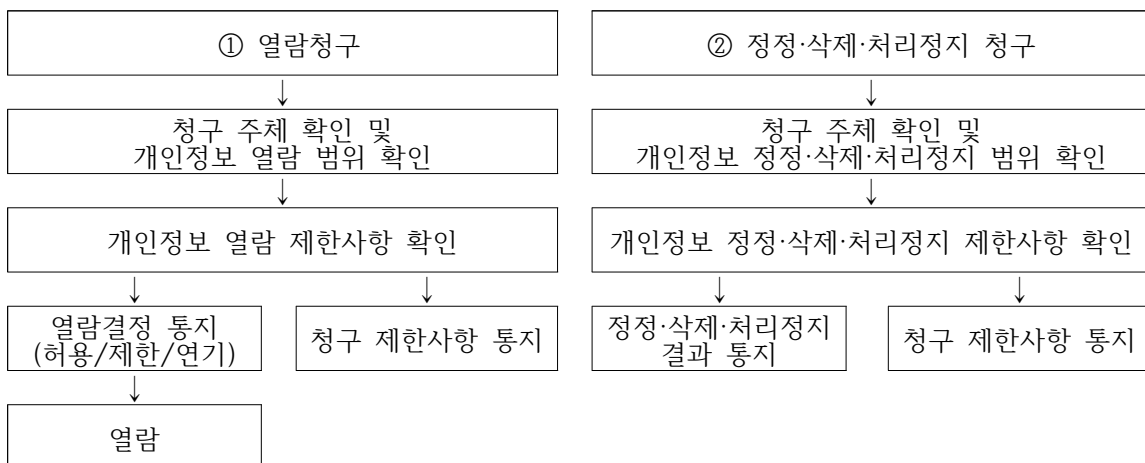 ① 열람청구
청구 주체 확인 및
개인정보 열람 범위 확인
개인정보 열람 제한사항 확인
열람결정 통지
(허용/제한/연기)
청구 제한사항 통지
열람
② 정정·삭제·처리정지 청구
청구 주체 확인 및
개인정보 정정·삭제·처리정지 범위 확인
개인정보 정정·삭제·처리정지 제한사항 확인
정정·삭제·처리정지
결과 통지
청구 제한사항 통지